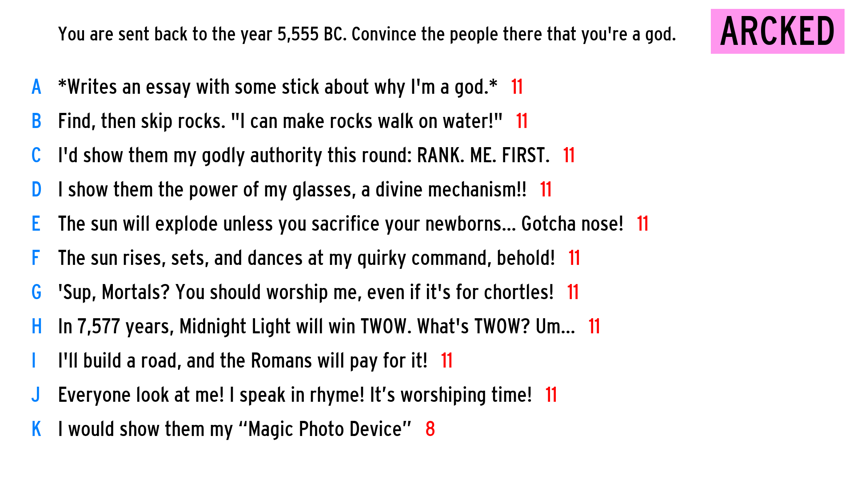 You are sent back to the year 5,555 BC. Convince the people there that you're a god.
ARCKED
A *Writes an essay with some stick about why I'm a god.* 11
B Find, then skip rocks. "I can make rocks walk on water!" 11
C I'd show them my godly authority this round: RANK. ME. FIRST. 11
D I show them the power of my glasses, a divine mechanism!! 11
E The sun will explode unless you sacrifice your newborns... Gotcha nose! 11
F The sun rises, sets, and dances at my quirky command, behold! 11
G 'Sup, Mortals? You should worship me, even if it's for chortles! 11
H In 7,577 years, Midnight Light will win TWOW. What's TWOW? Um... 11
I I'll build a road, and the Romans will pay for it! 11
J Everyone look at me! I speak in rhyme! It’s worshiping time! 11
K I would show them my “Magic Photo Device” 8